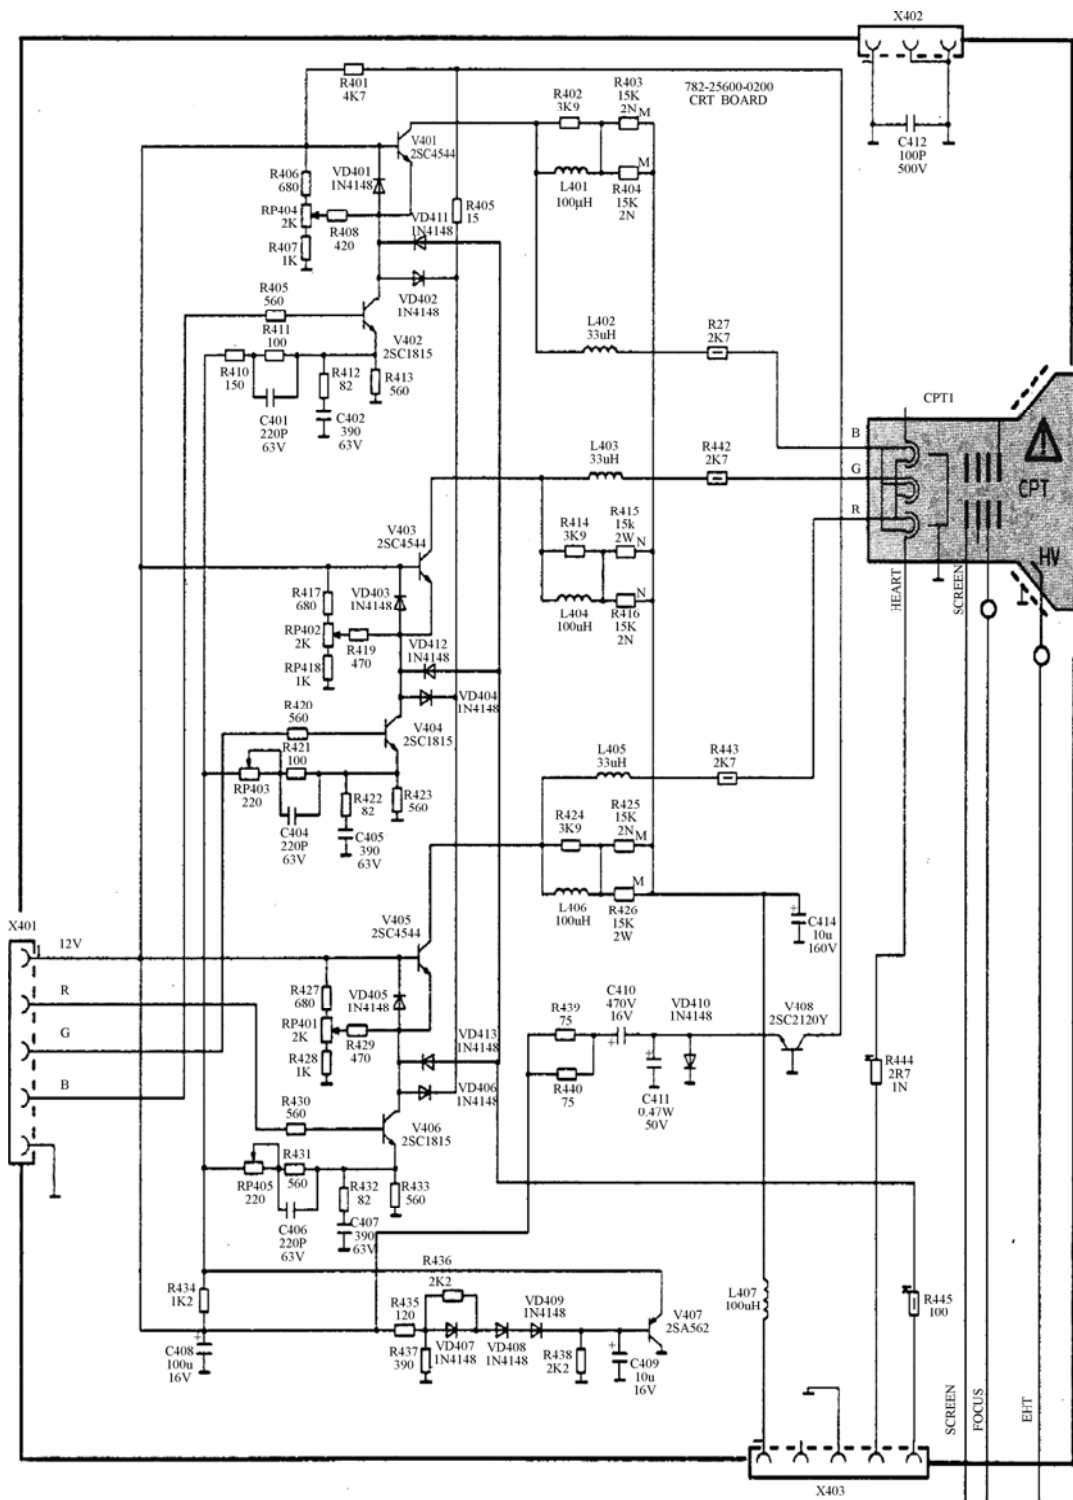 X402
R401
4K7
R402
3K9
R403
15K
2N
M
782-25600-0200
CRT BOARD
C412
100P
500V
V401
2SC4544
R406
680
VD401
1N4148
M
L401
100µH
R404
15K
2N
RP404
2K
R408
420
VD411
1N4148
R405
15
R407
1K
R405
560
VD402
1N4148
R411
100
V402
2SC1815
L402
33uH
R27
2K7
R410
150
R412
82
R413
560
C401
220P
63V
C402
390
63V
CPT1
B
G
R
CPT
HV
L403
33uH
R442
2K7
V403
2SC4544
R414
3K9
R415
15k
2W
N
HEART
SCREEN
R417
680
VD403
1N4148
N
L404
100uH
R416
15K
2N
RP402
2K
R419
470
VD412
1N4148
RP418
1K
VD404
1N4148
R420
560
V404
2SC1815
R421
100
L405
33uH
R443
2K7
RP403
220
R422
82
R423
560
C404
220P
63V
C405
390
63V
R424
3K9
R425
15K
2N
M
M
L406
100uH
R426
15K
2W
C414
10u
160V
V405
2SC4544
X401
12V
R
G
B
R427
680
VD405
1N4148
RP401
2K
R429
470
VD413
1N4148
R428
1K
VD406
1N4148
R439
75
C410
470V
16V
VD410
1N4148
V408
2SC2120Y
R440
75
C411
0.47W
50V
R444
2R7
1N
R430
560
V406
2SC1815
R431
560
RP405
220
R432
82
R433
560
C406
220P
63V
C407
390
63V
R436
2K2
R434
1K2
R435
120
VD409
1N4148
V407
2SA562
L407
100uH
R445
100
C408
100u
16V
R437
390
VD407
1N4148
VD408
1N4148
R438
2K2
C409
10u
16V
SCREEN
FOCUS
EHT
X403